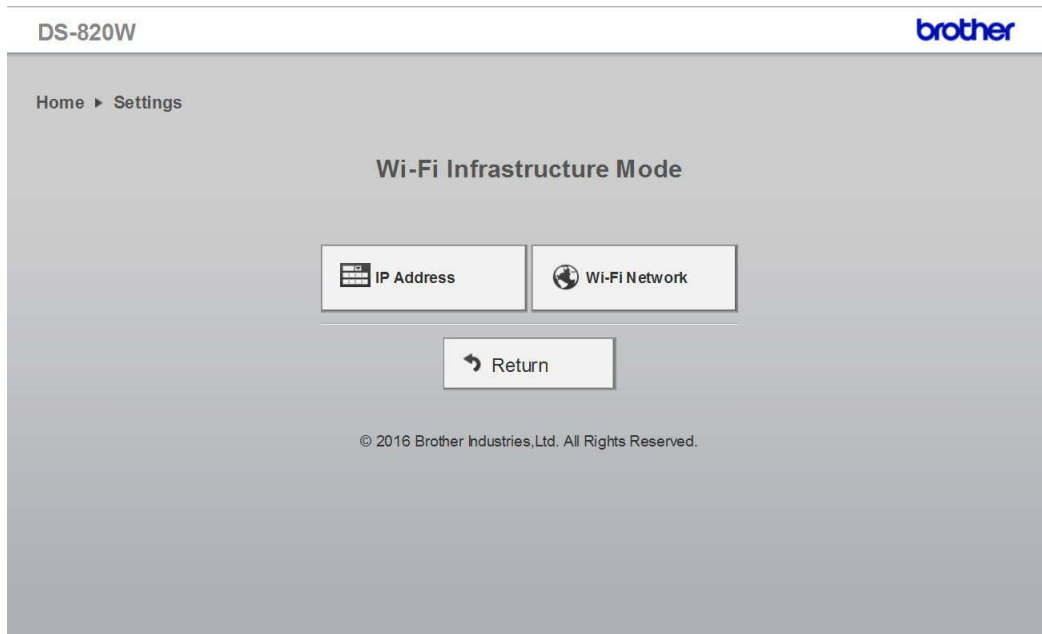 DS-820W
brother
Home ▸ Settings
Wi-Fi Infrastructure Mode
IP Address
Wi-Fi Network
Return
© 2016 Brother Industries,Ltd. All Rights Reserved.